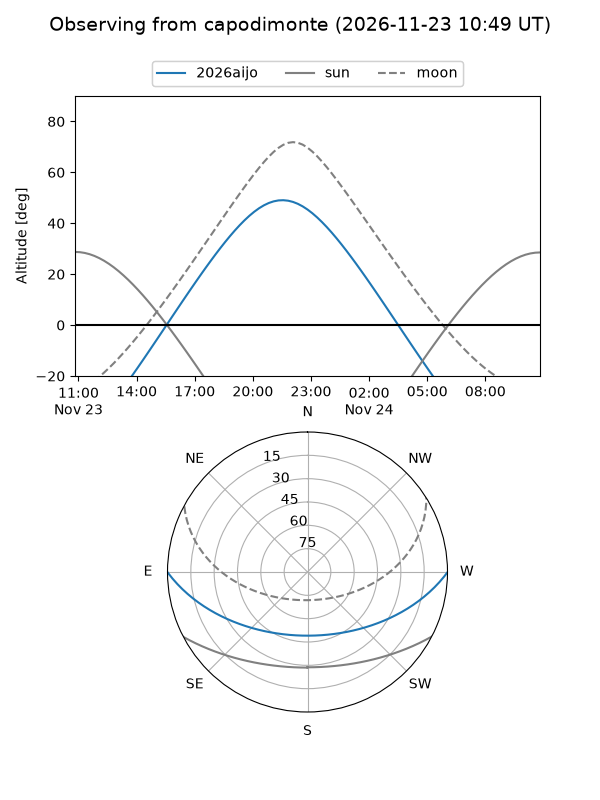 Observing from capodimonte (2026-11-23 10:49 UT)
2026aijo sun moon
Altitude [deg]
80
60
40
20
0
−20
11:00 14:00 17:00 20:00 23:00 02:00 05:00 08:00
Nov 23 Nov 24
N
NE NW
15
30
45
60
75
E W
SE SW
S